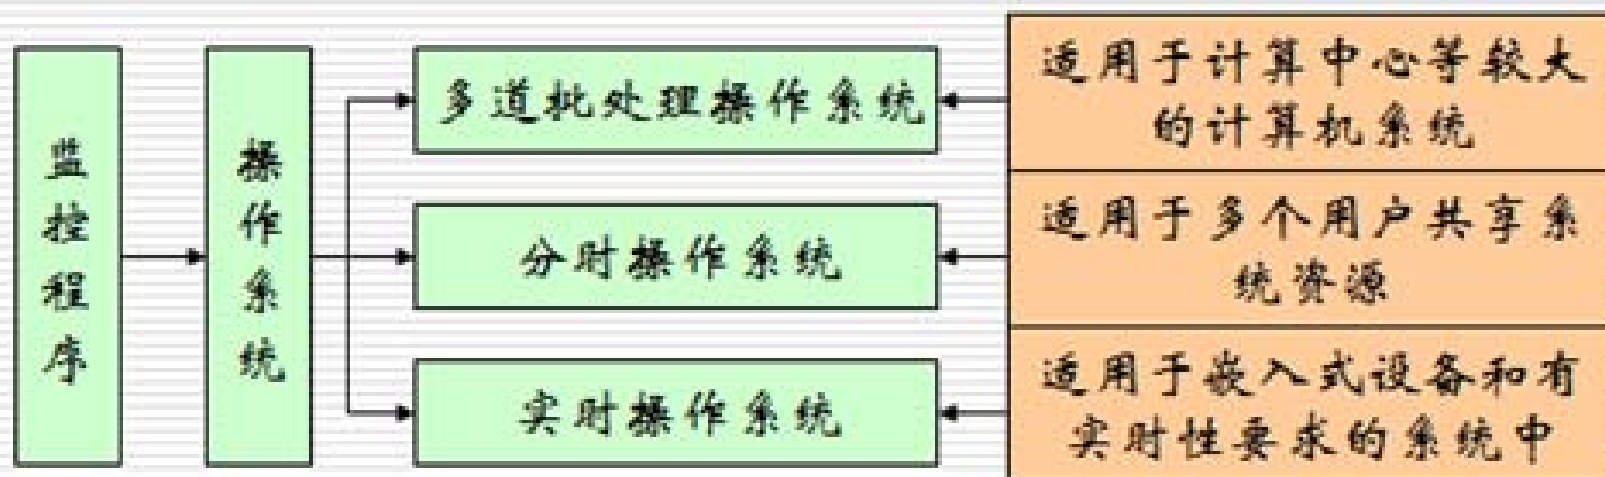 监控程序
操作系统
多道批处理操作系统
适用于计算中心等较大
的计算机系统
分时操作系统
适用于多个用户共享系
统资源
实时操作系统
适用于嵌入式设备和有
实时性要求的系统中